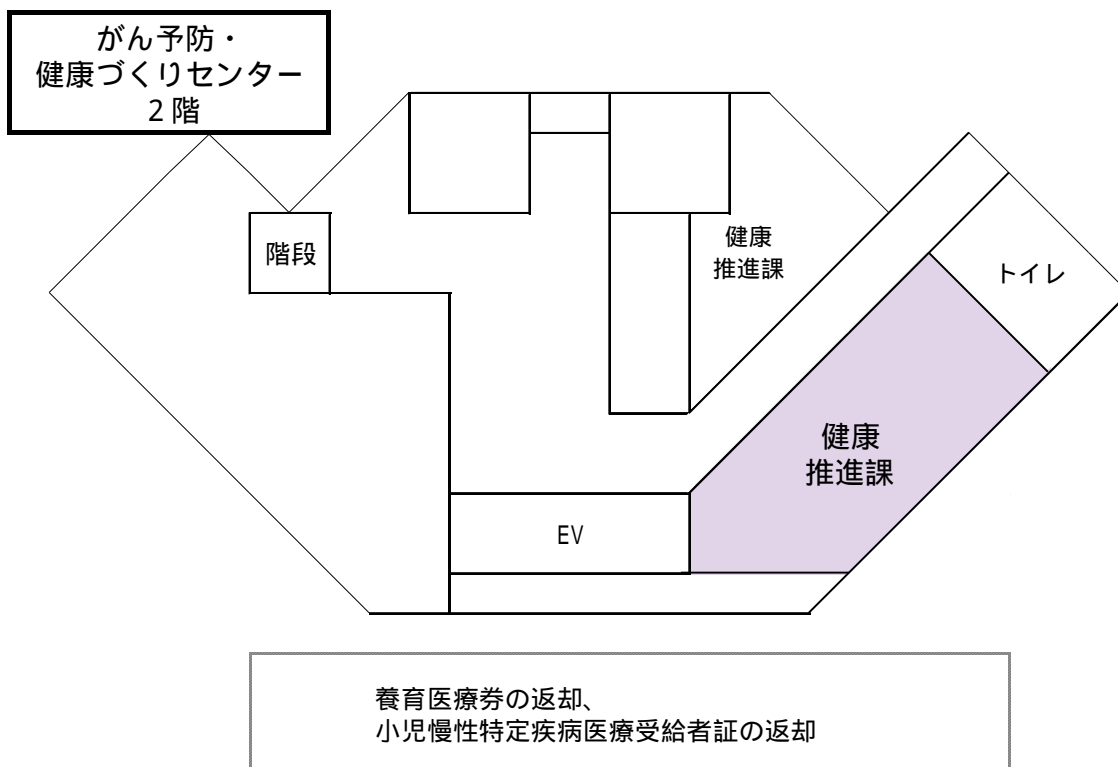 がん予防・
健康づくりセンター
２階
階段
健康
推進課
トイレ
健康
推進課
EV
養育医療券の返却、
小児慢性特定疾病医療受給者証の返却